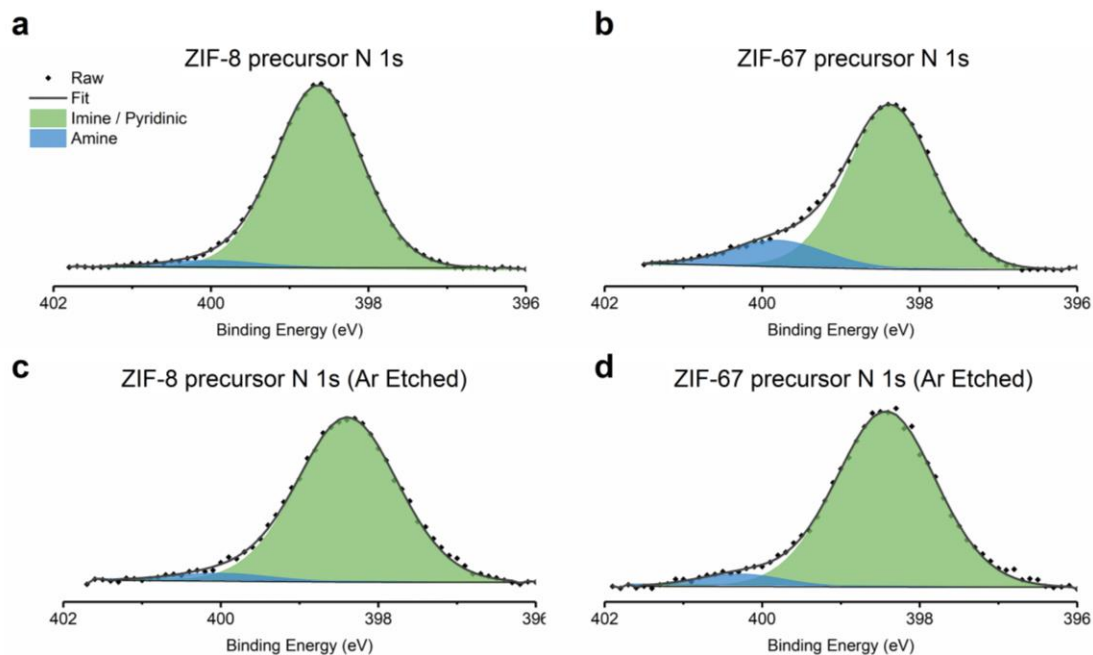 a
ZIF-8 precursor N 1s
Raw
Fit
Imine / Pyridinic
Amine
402 400 398 396
Binding Energy (eV)
b
ZIF-67 precursor N 1s
402 400 398 396
Binding Energy (eV)
c
ZIF-8 precursor N 1s (Ar Etched)
402 400 398 396
Binding Energy (eV)
d
ZIF-67 precursor N 1s (Ar Etched)
402 400 398 396
Binding Energy (eV)